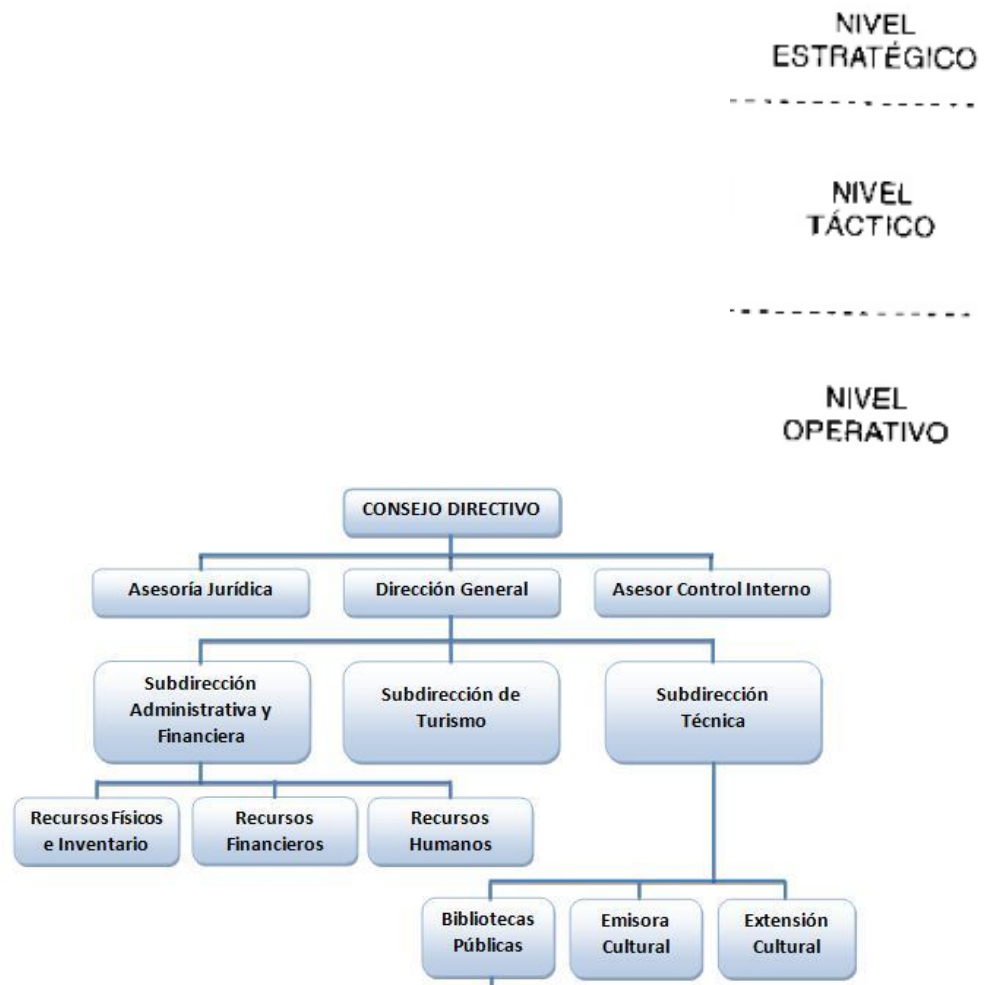 NIVEL
ESTRATÉGICO
NIVEL
TÁCTICO
NIVEL
OPERATIVO
CONSEJO DIRECTIVO
Asesoría Jurídica
Dirección General
Asesor Control Interno
Subdirección
Administrativa y
Financiera
Subdirección de
Turismo
Subdirección
Técnica
Recursos Físicos
e Inventario
Recursos
Financieros
Recursos
Humanos
Bibliotecas
Públicas
Emisora
Cultural
Extensión
Cultural